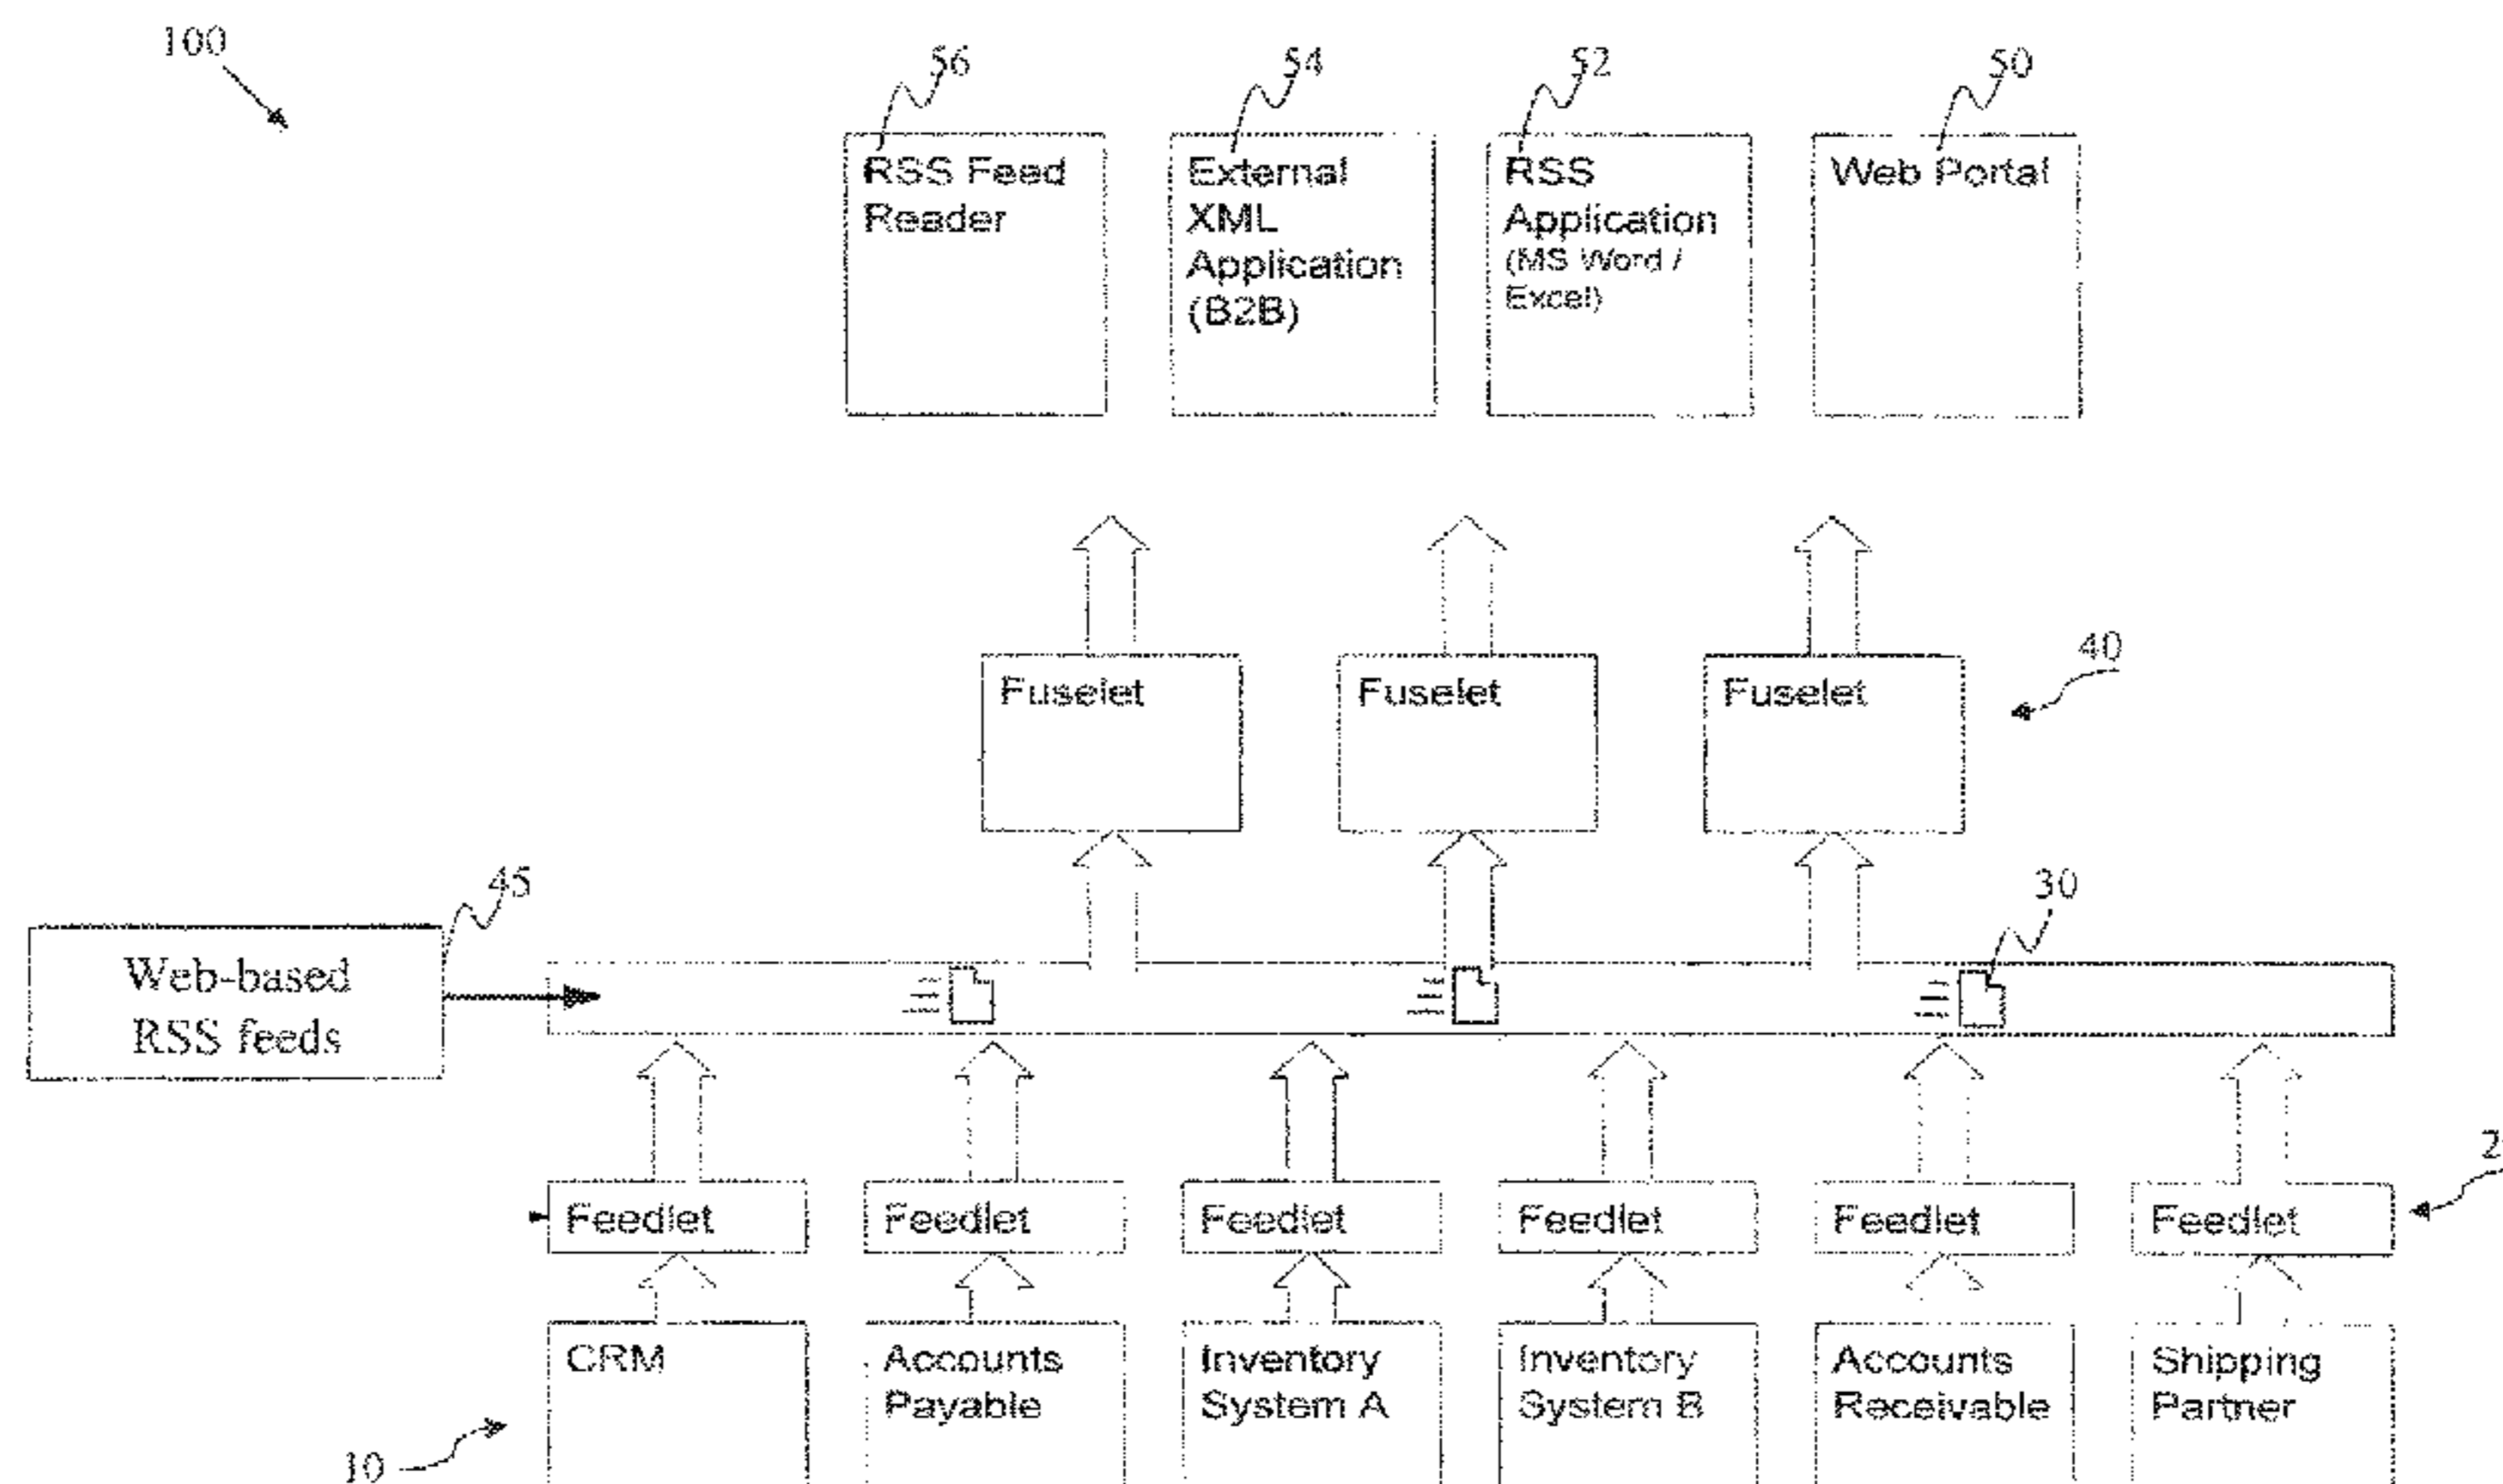 100
56
54
52
50
RSS Feed
Reader
External
XML
Application
(B2B)
RSS
Application
(MS Word /
Excel)
Web Portal
Fuselet
Fuselet
Fuselet
40
45
30
Web-based
RSS feeds
Feedlet
Feedlet
Feedlet
Feedlet
Feedlet
Feedlet
CRM
Accounts
Payable
Inventory
System A
Inventory
System B
Accounts
Receivable
Shipping
Partner
10